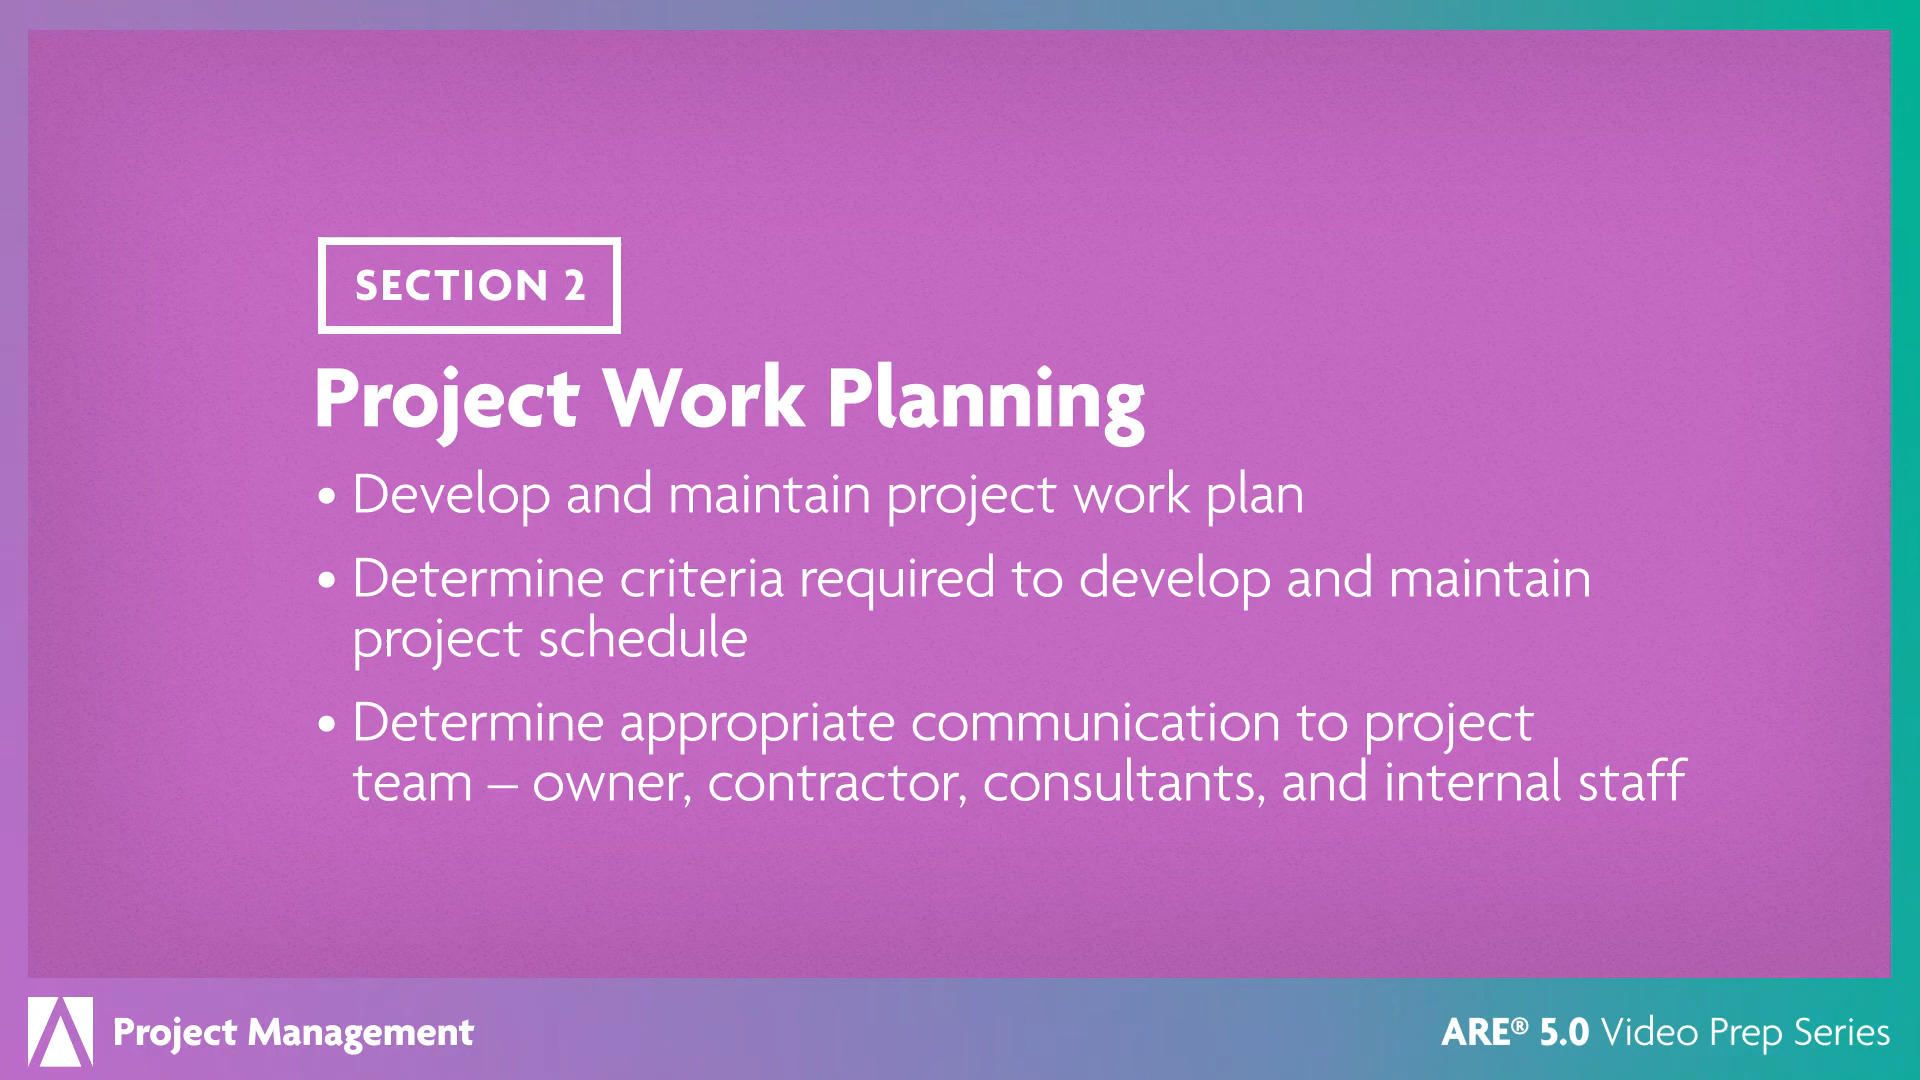 SECTION 2
Project Work Planning
• Develop and maintain project work plan
• Determine criteria required to develop and maintain
project schedule
• Determine appropriate communication to project
team – owner, contractor, consultants, and internal staff
Project Management
ARE® 5.0 Video Prep Series